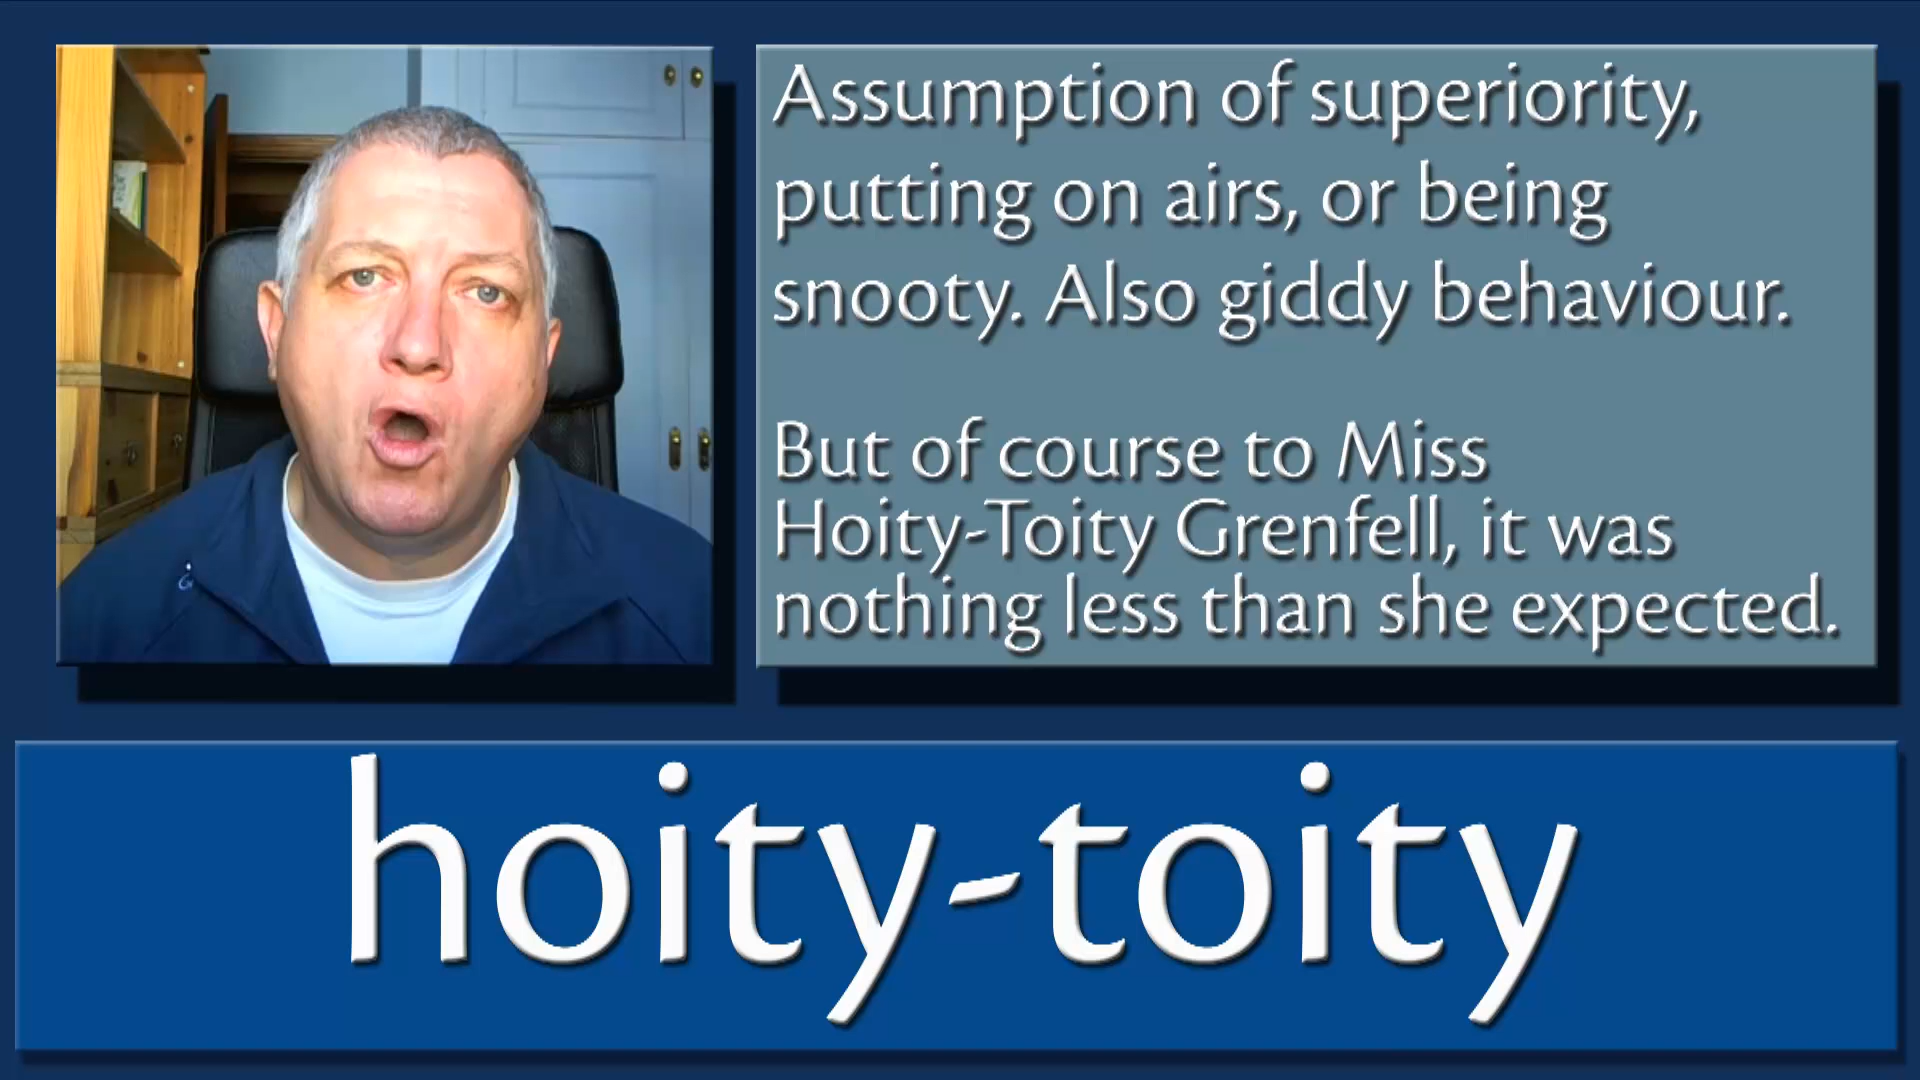 Assumption of superiority,
putting on airs, or being
snooty. Also giddy behaviour.
But of course to Miss
Hoity-Toity Grenfell, it was
nothing less than she expected.
hoity-toity